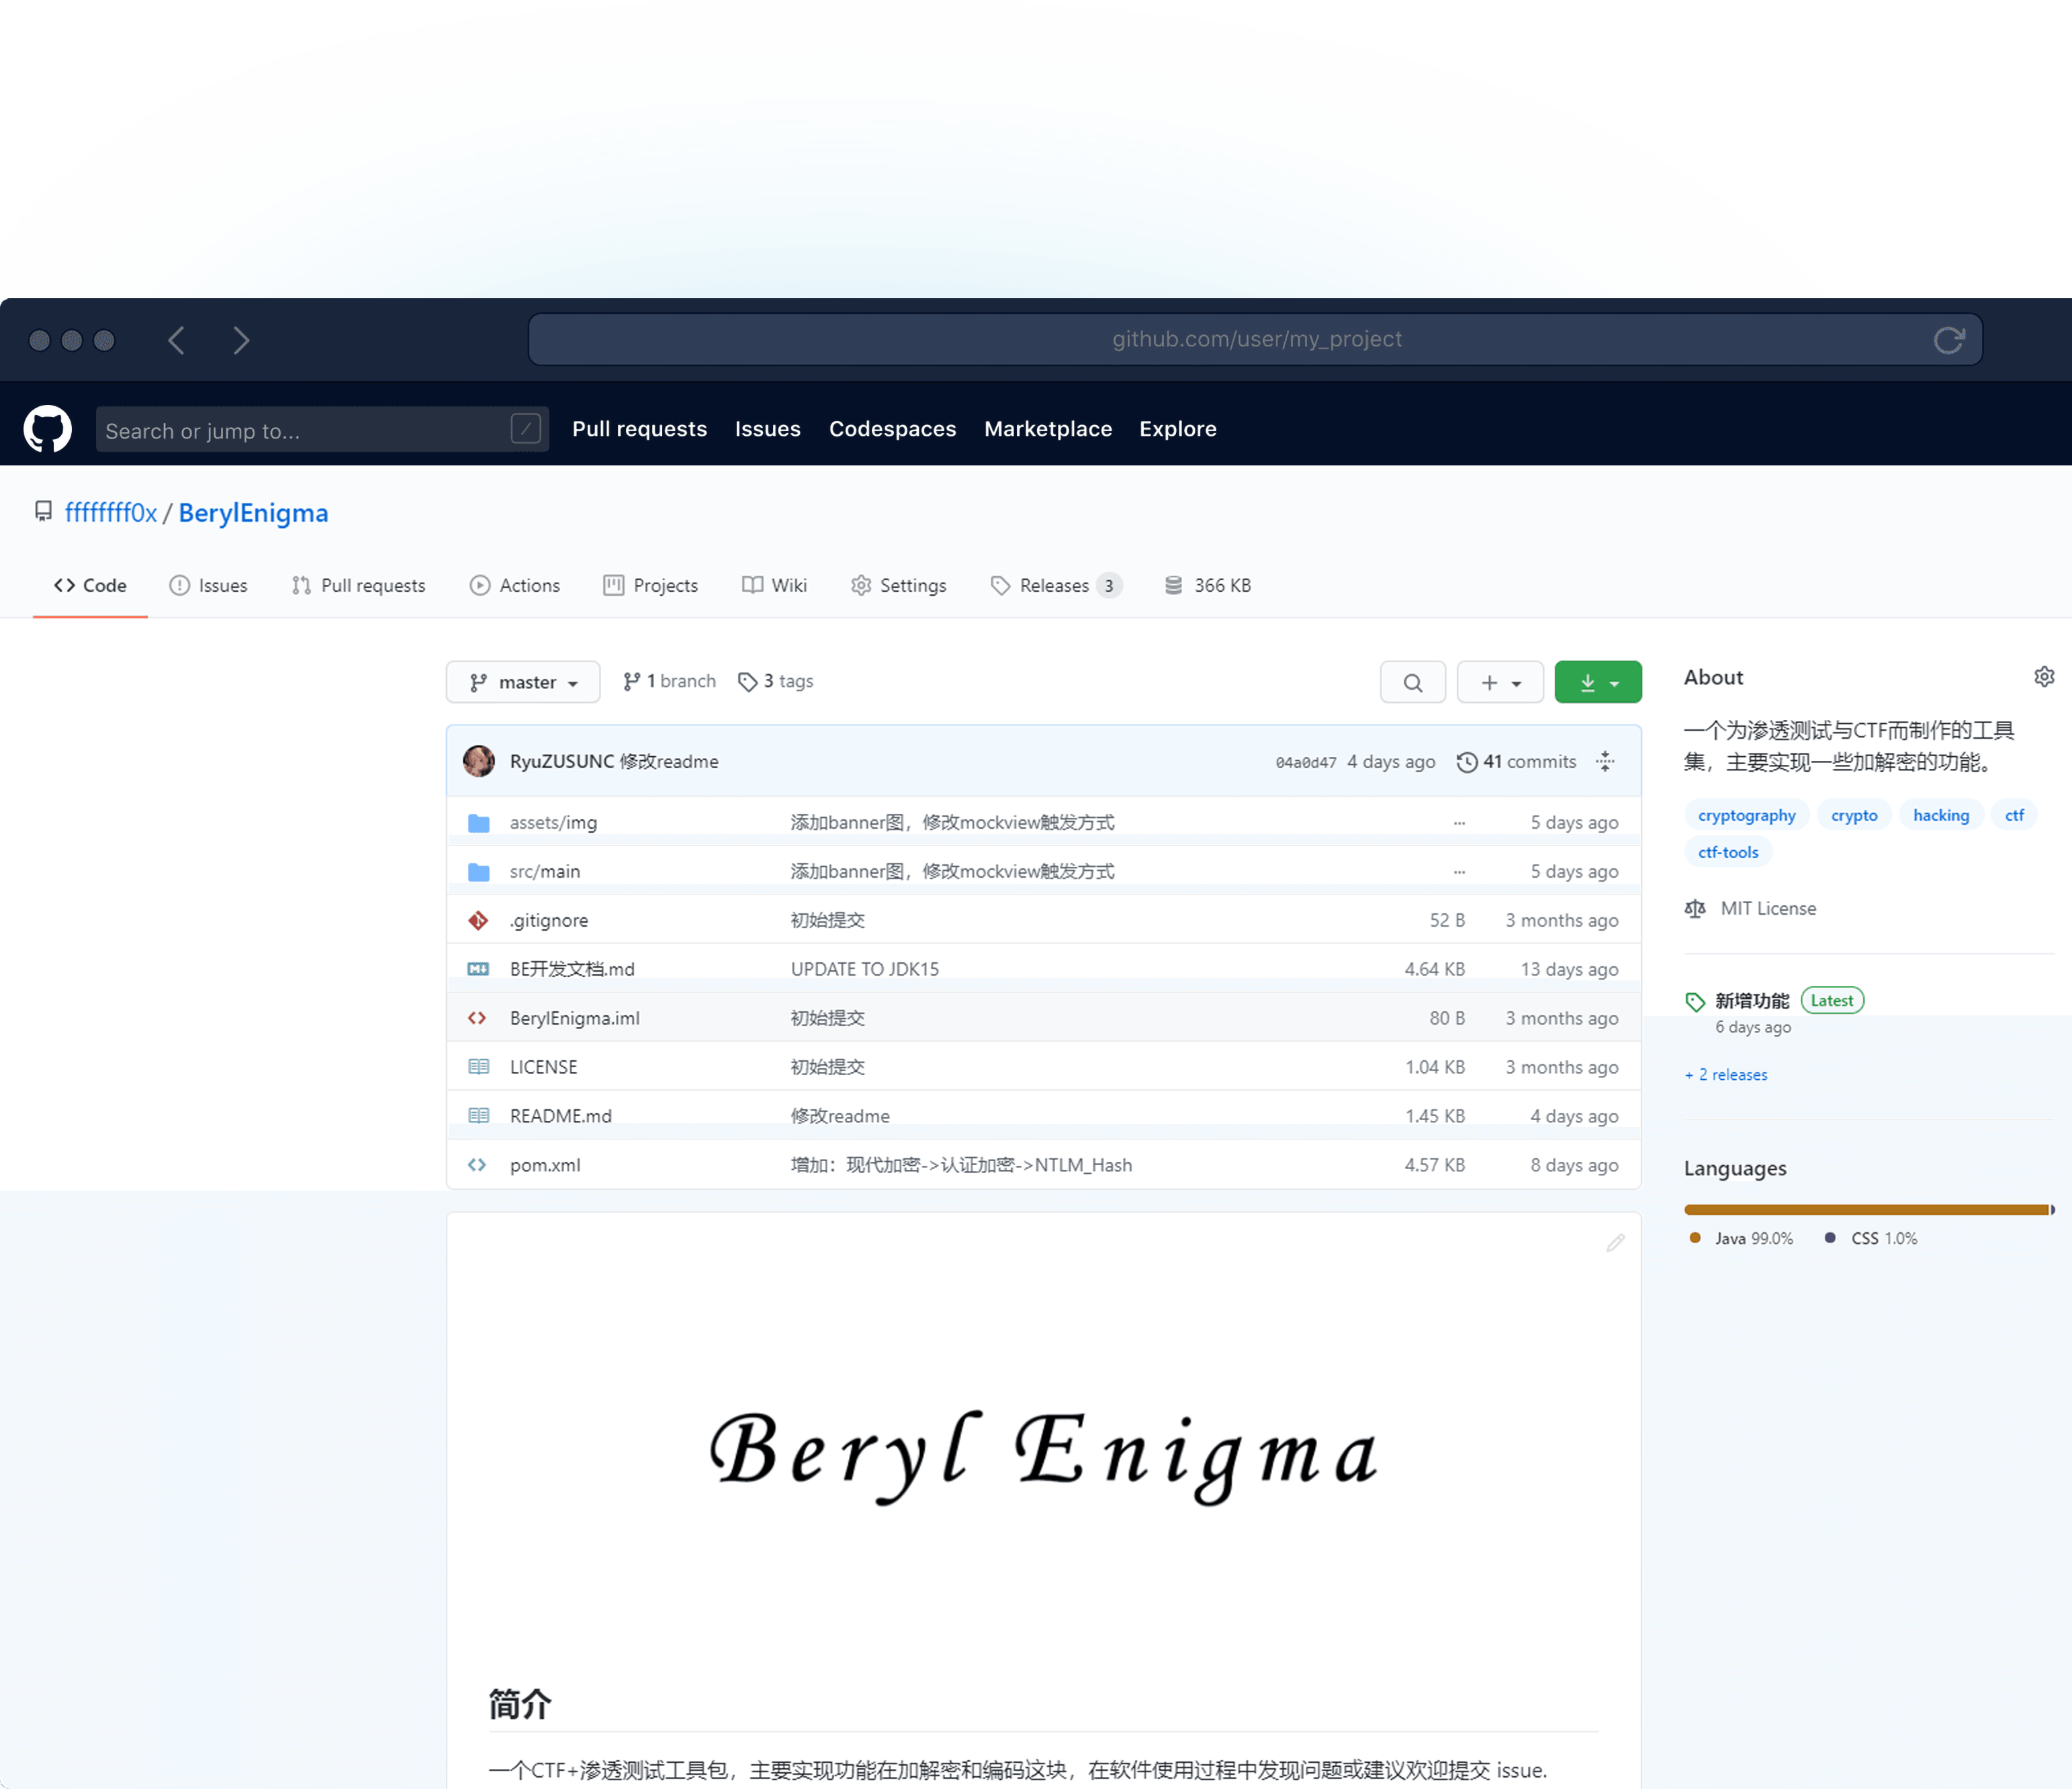 github.com/user/my_project
Search or jump to... /
Pull requests Issues Codespaces Marketplace Explore
ffffffff0x / BerylEnigma
Code Issues Pull requests Actions Projects Wiki Settings Releases 3 366 KB
master 1 branch 3 tags
RyuZUSUNC 修改readme 04a0d47 4 days ago 41 commits
assets/img 添加banner图，修改mockview触发方式 ... 5 days ago
src/main 添加banner图，修改mockview触发方式 ... 5 days ago
.gitignore 初始提交 52 B 3 months ago
BE开发文档.md UPDATE TO JDK15 4.64 KB 13 days ago
BerylEnigma.iml 初始提交 80 B 3 months ago
LICENSE 初始提交 1.04 KB 3 months ago
README.md 修改readme 1.45 KB 4 days ago
pom.xml 增加：现代加密->认证加密->NTLM_Hash 4.57 KB 8 days ago
Beryl Enigma
简介
一个CTF+渗透测试工具包，主要实现功能在加解密和编码这块，在软件使用过程中发现问题或建议欢迎提交 issue.
About
一个为渗透测试与CTF而制作的工具
集，主要实现一些加解密的功能。
cryptography crypto hacking ctf
ctf-tools
MIT License
新增功能 Latest
6 days ago
+ 2 releases
Languages
Java 99.0% CSS 1.0%